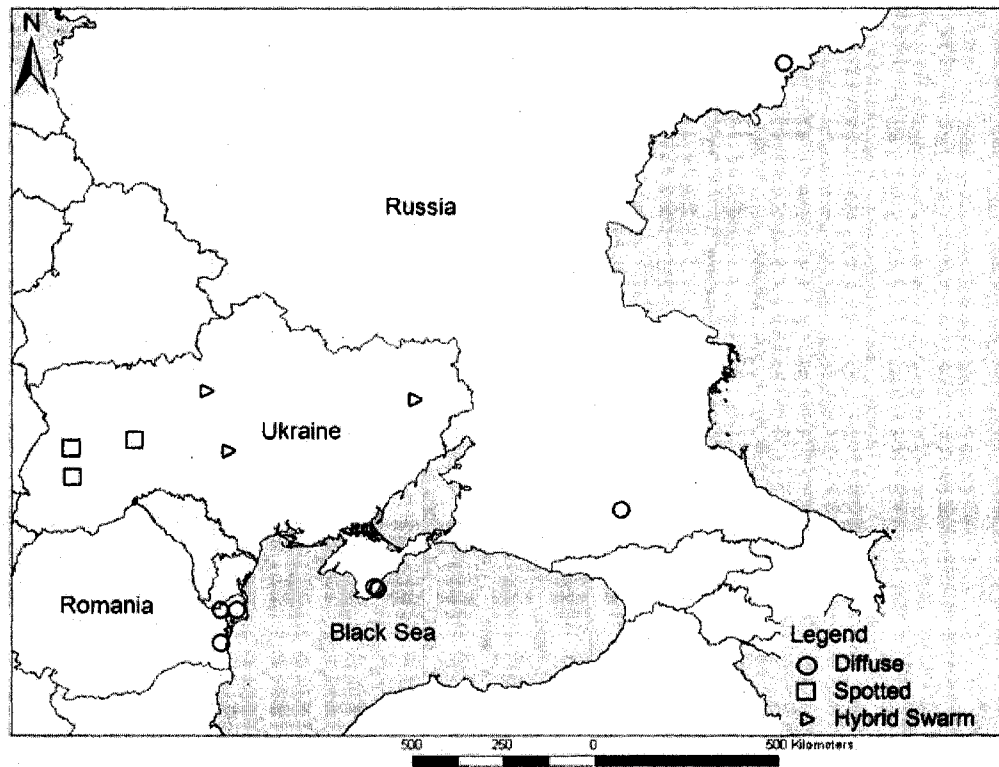 N
Russia
Ukraine
Romania
Black Sea
Legend
Diffuse
Spotted
Hybrid Swarm
500 250 0 500 Kilometers